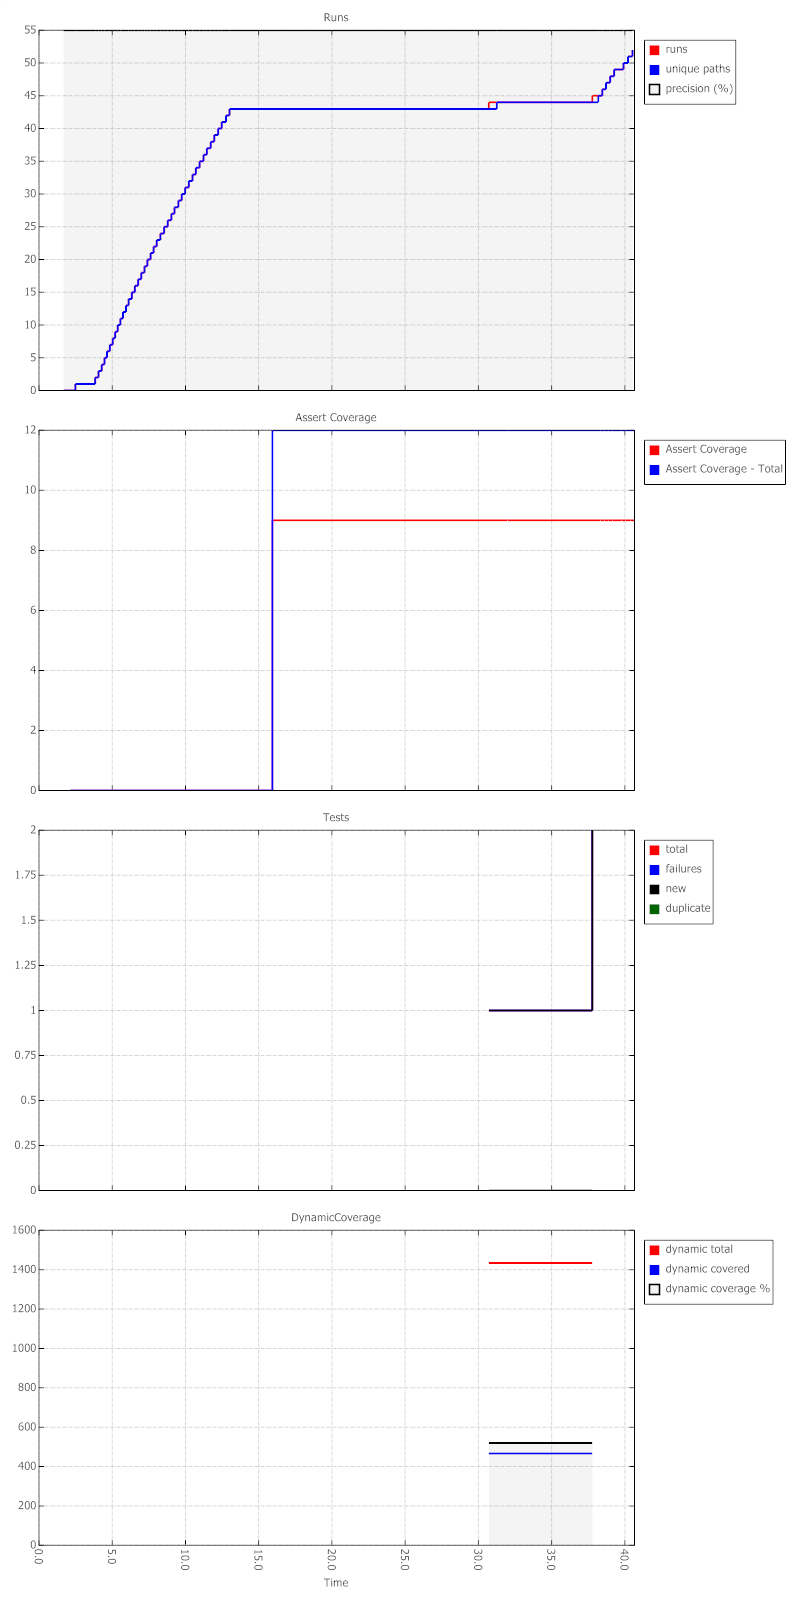 Runs
55
50
45
40
35
30
25
20
15
10
5
0
runs
unique paths
precision (%)
Assert Coverage
12
10
8
6
4
2
0
Assert Coverage
Assert Coverage - Total
Tests
2
1.75
1.5
1.25
1
0.75
0.5
0.25
0
total
failures
new
duplicate
DynamicCoverage
1600
1400
1200
1000
800
600
400
200
0
dynamic total
dynamic covered
dynamic coverage %
0.0 5.0 10.0 15.0 20.0 25.0 30.0 35.0 40.0
Time